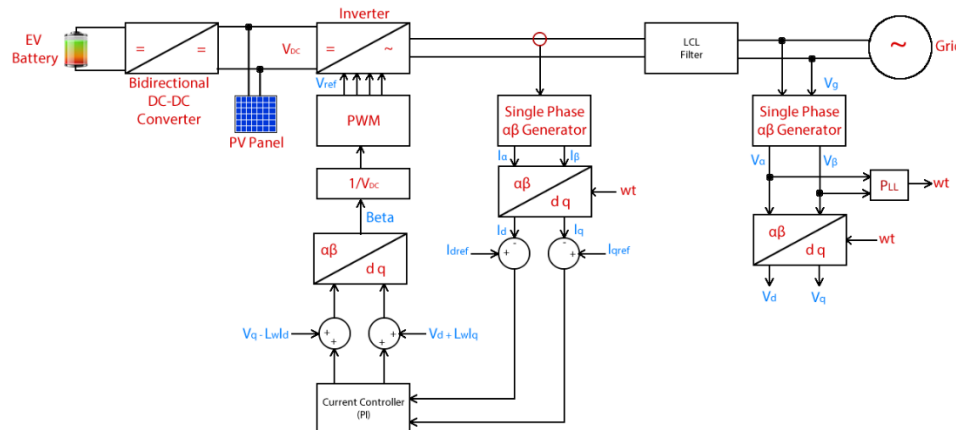 EV
Battery
=
=
Bidirectional
DC-DC
Converter
PV Panel
VDC
Inverter
=
~
Vref
PWM
1/VDC
Beta
αβ
d q
Vq - LwId
+
+
+
+
Vd + LwIq
Current Controller
(PI)
Single Phase
αβ Generator
Iα
Iβ
αβ
d q
wt
Id
Iq
Idref
+
-
-
+
Iqref
LCL
Filter
~
Vg
Single Phase
αβ Generator
Vα
Vβ
PLL
wt
αβ
d q
wt
Vd
Vq